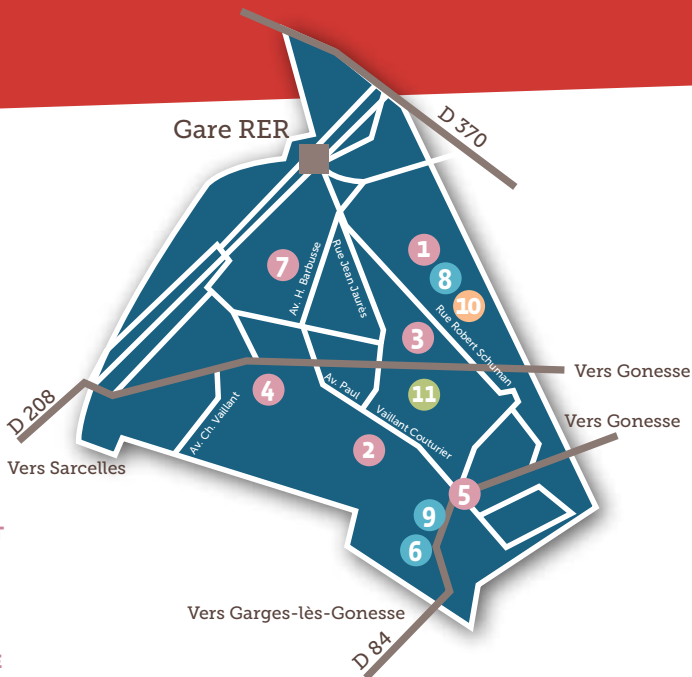 Gare RER
D 370
1
8
10
7
Av. H. Barbusse
Rue Jean Jaurès
Rue Robert Schuman
3
Vers Gonesse
4
11
Av. Paul
Vaillant Couturier
D 208
Av. Ch. Vaillant
Vers Gonesse
2
Vers Sarcelles
5
9
6
Vers Garges-lès-Gonesse
D 84